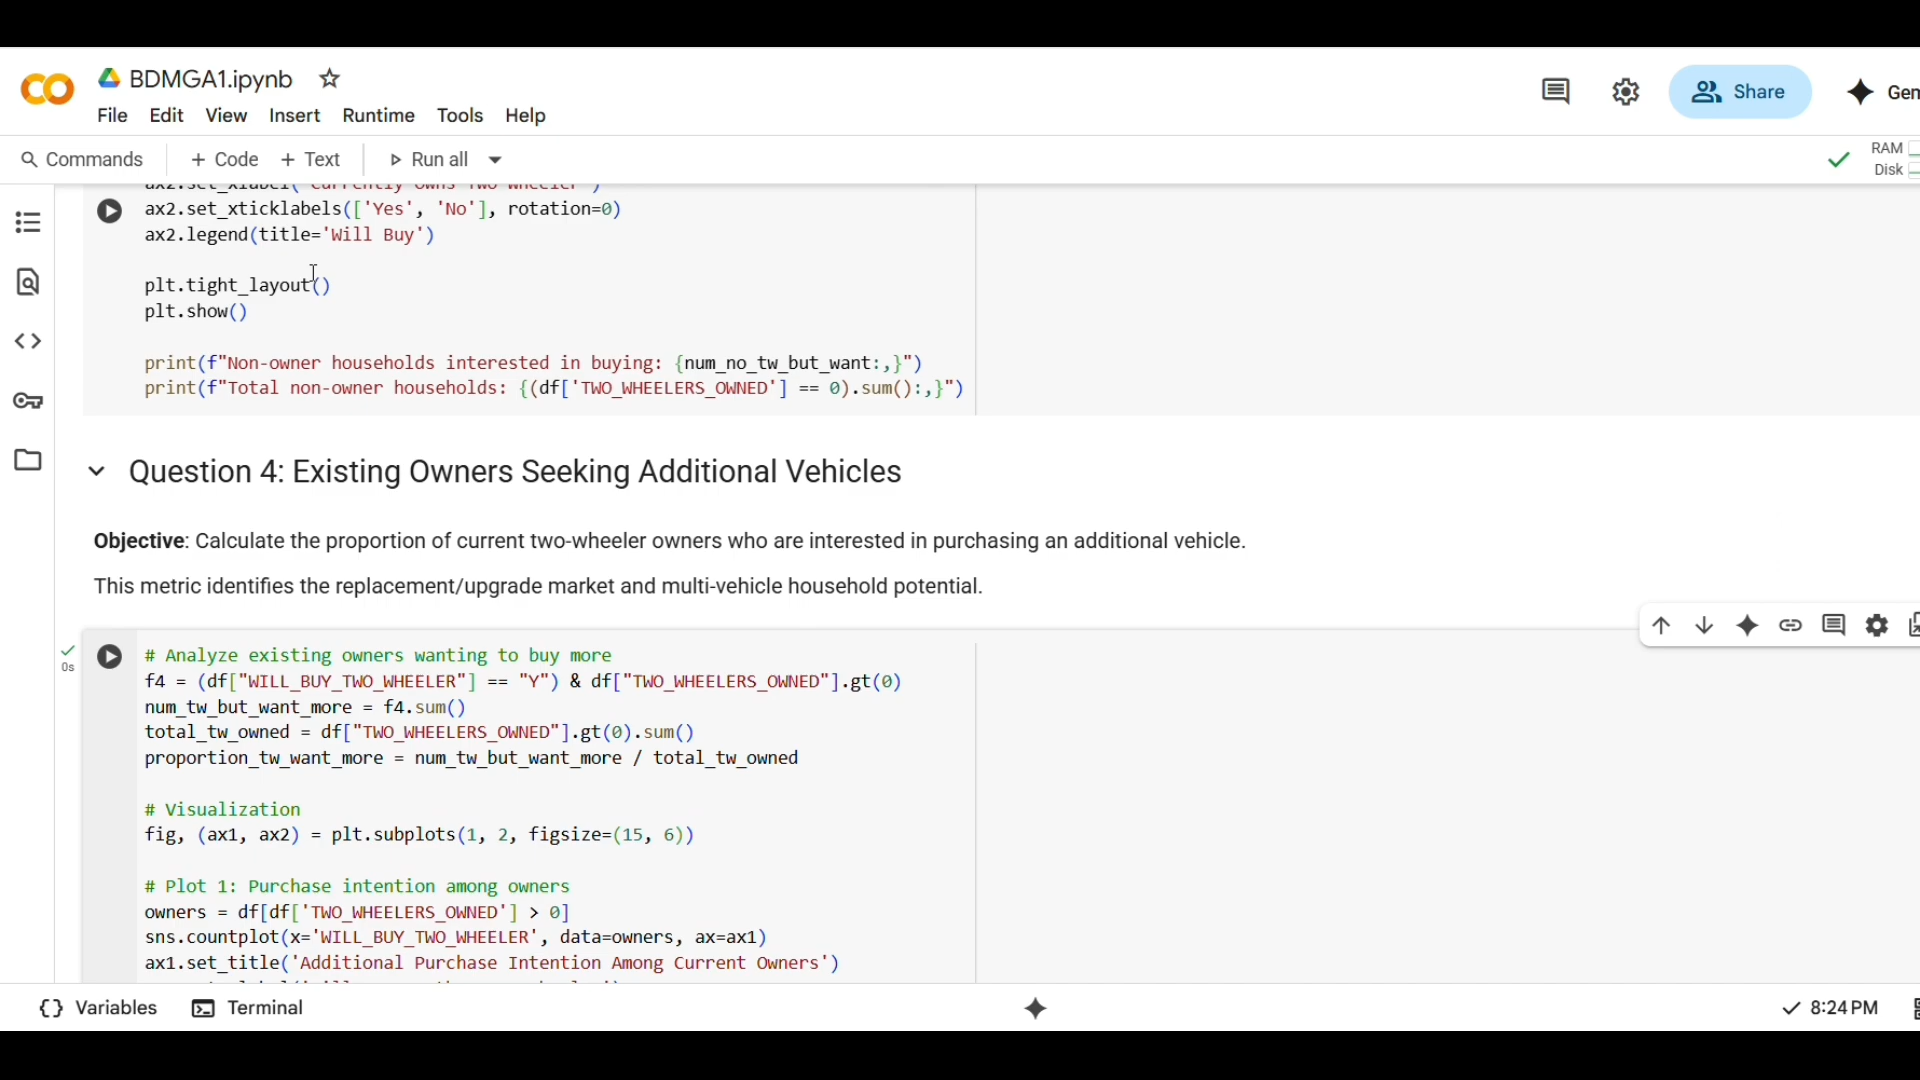 BDMGA1.ipynb
File Edit View Insert Runtime Tools Help
Share
Commands + Code + Text Run all
RAM
Disk
ax2.set_xlabel('Currently Owns Two Wheeler')
ax2.set_xticklabels(['Yes', 'No'], rotation=0)
ax2.legend(title='Will Buy')
plt.tight_layout()
plt.show()
print(f"Non-owner households interested in buying: {num_no_tw_but_want:,}")
print(f"Total non-owner households: {(df['TWO_WHEELERS_OWNED'] == 0).sum():,}")
Question 4: Existing Owners Seeking Additional Vehicles
Objective: Calculate the proportion of current two-wheeler owners who are interested in purchasing an additional vehicle.
This metric identifies the replacement/upgrade market and multi-vehicle household potential.
0s
# Analyze existing owners wanting to buy more
f4 = (df["WILL_BUY_TWO_WHEELER"] == "Y") & df["TWO_WHEELERS_OWNED"].gt(0)
num_tw_but_want_more = f4.sum()
total_tw_owned = df["TWO_WHEELERS_OWNED"].gt(0).sum()
proportion_tw_want_more = num_tw_but_want_more / total_tw_owned
# Visualization
fig, (ax1, ax2) = plt.subplots(1, 2, figsize=(15, 6))
# Plot 1: Purchase intention among owners
owners = df[df['TWO_WHEELERS_OWNED'] > 0]
sns.countplot(x='WILL_BUY_TWO_WHEELER', data=owners, ax=ax1)
ax1.set_title('Additional Purchase Intention Among Current Owners')
{} Variables Terminal
8:24 PM